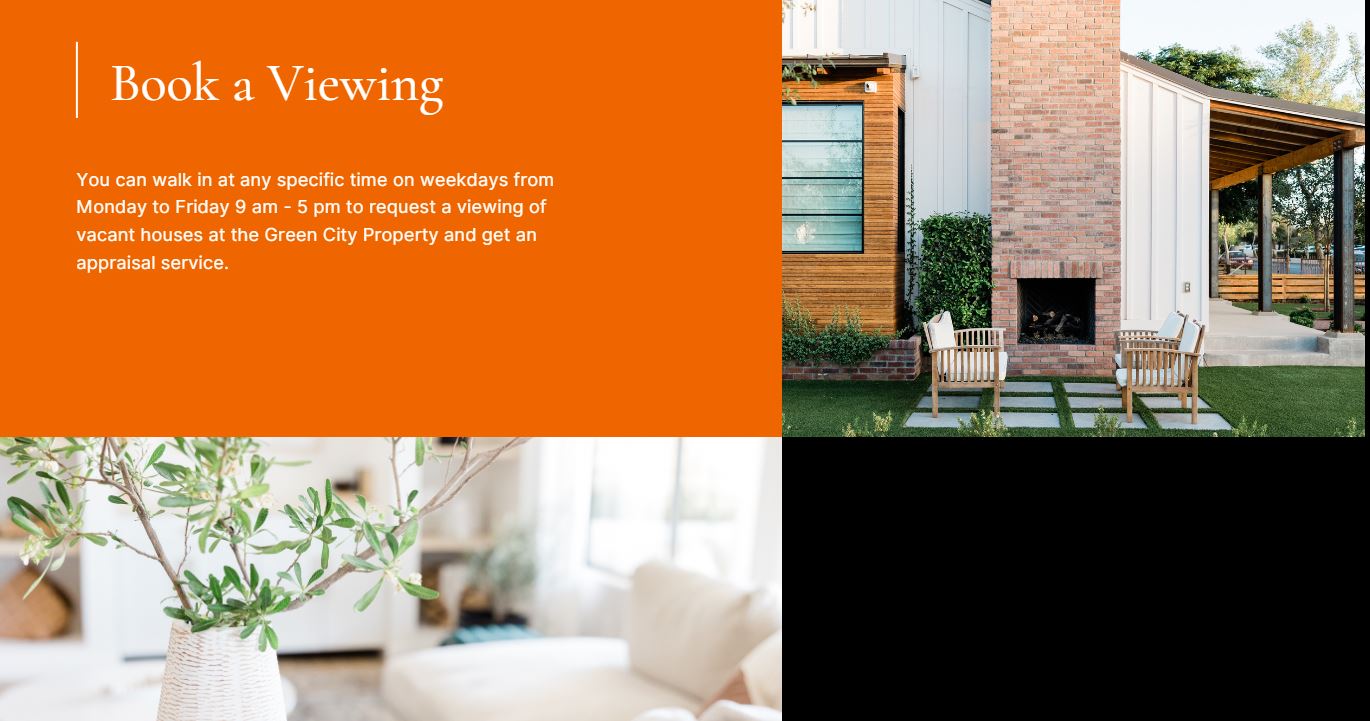 Book a Viewing
You can walk in at any specific time on weekdays from
Monday to Friday 9 am - 5 pm to request a viewing of
vacant houses at the Green City Property and get an
appraisal service.